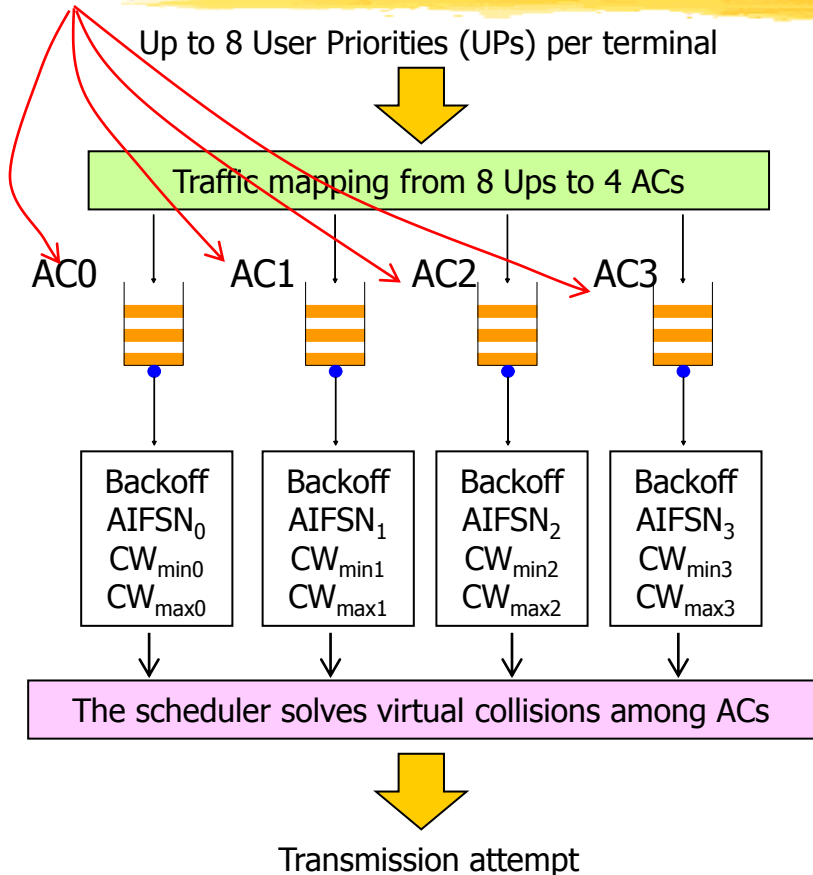 Up to 8 User Priorities (UPs) per terminal
Traffic mapping from 8 Ups to 4 ACs
AC0 AC1 AC2 AC3
Backoff Backoff Backoff Backoff
AIFSN0 AIFSN1 AIFSN2 AIFSN3
CWmin0 CWmin1 CWmin2 CWmin3
CWmax0 CWmax1 CWmax2 CWmax3
The scheduler solves virtual collisions among ACs
Transmission attempt